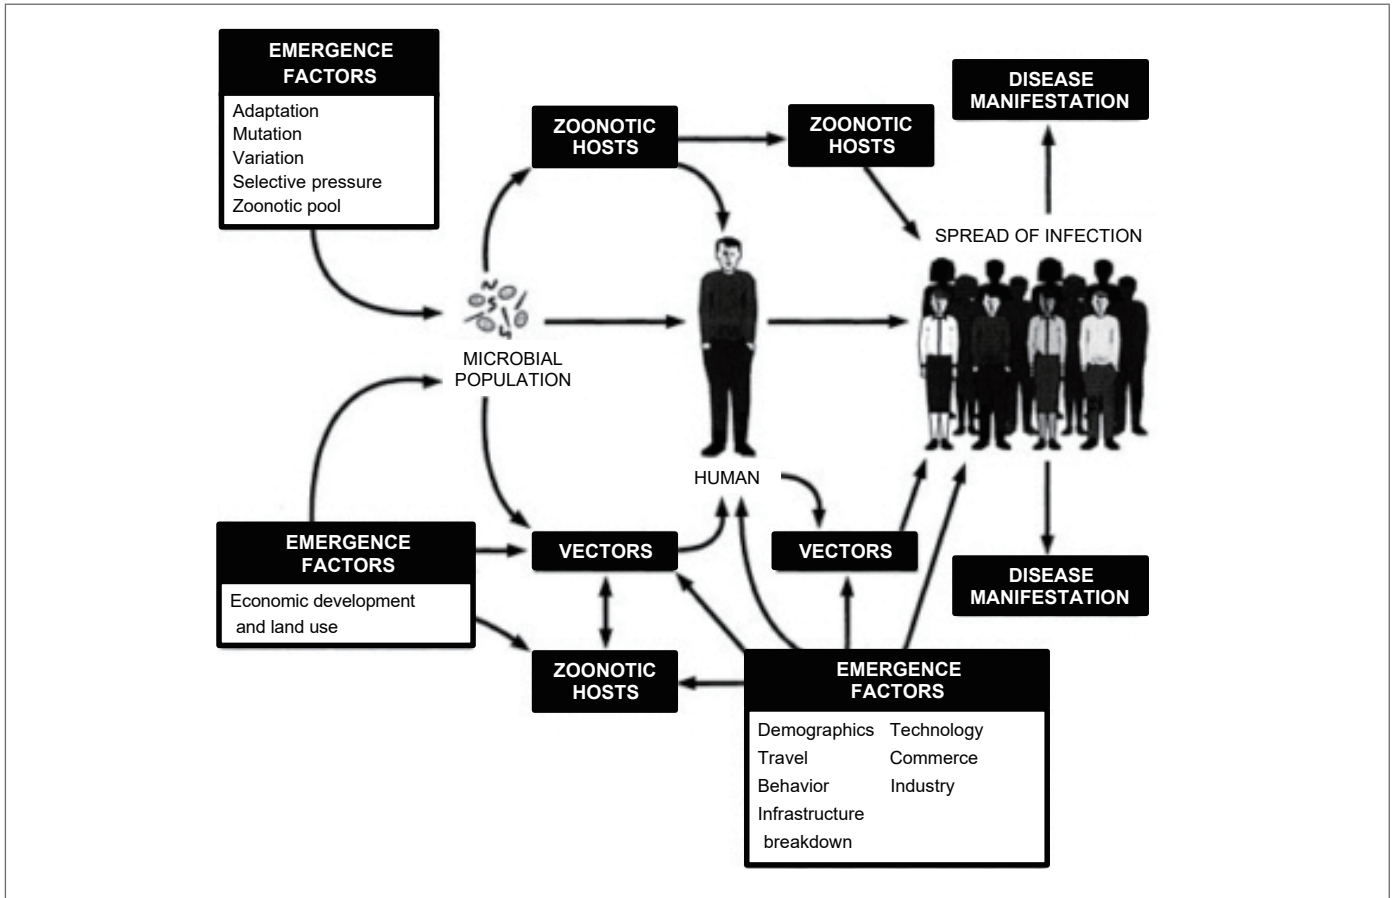 EMERGENCE
FACTORS
Adaptation
Mutation
Variation
Selective pressure
Zoonotic pool
ZOONOTIC
HOSTS
ZOONOTIC
HOSTS
DISEASE
MANIFESTATION
SPREAD OF INFECTION
MICROBIAL
POPULATION
HUMAN
EMERGENCE
FACTORS
Economic development
and land use
VECTORS
VECTORS
DISEASE
MANIFESTATION
ZOONOTIC
HOSTS
EMERGENCE
FACTORS
Demographics Technology
Travel Commerce
Behavior Industry
Infrastructure
breakdown